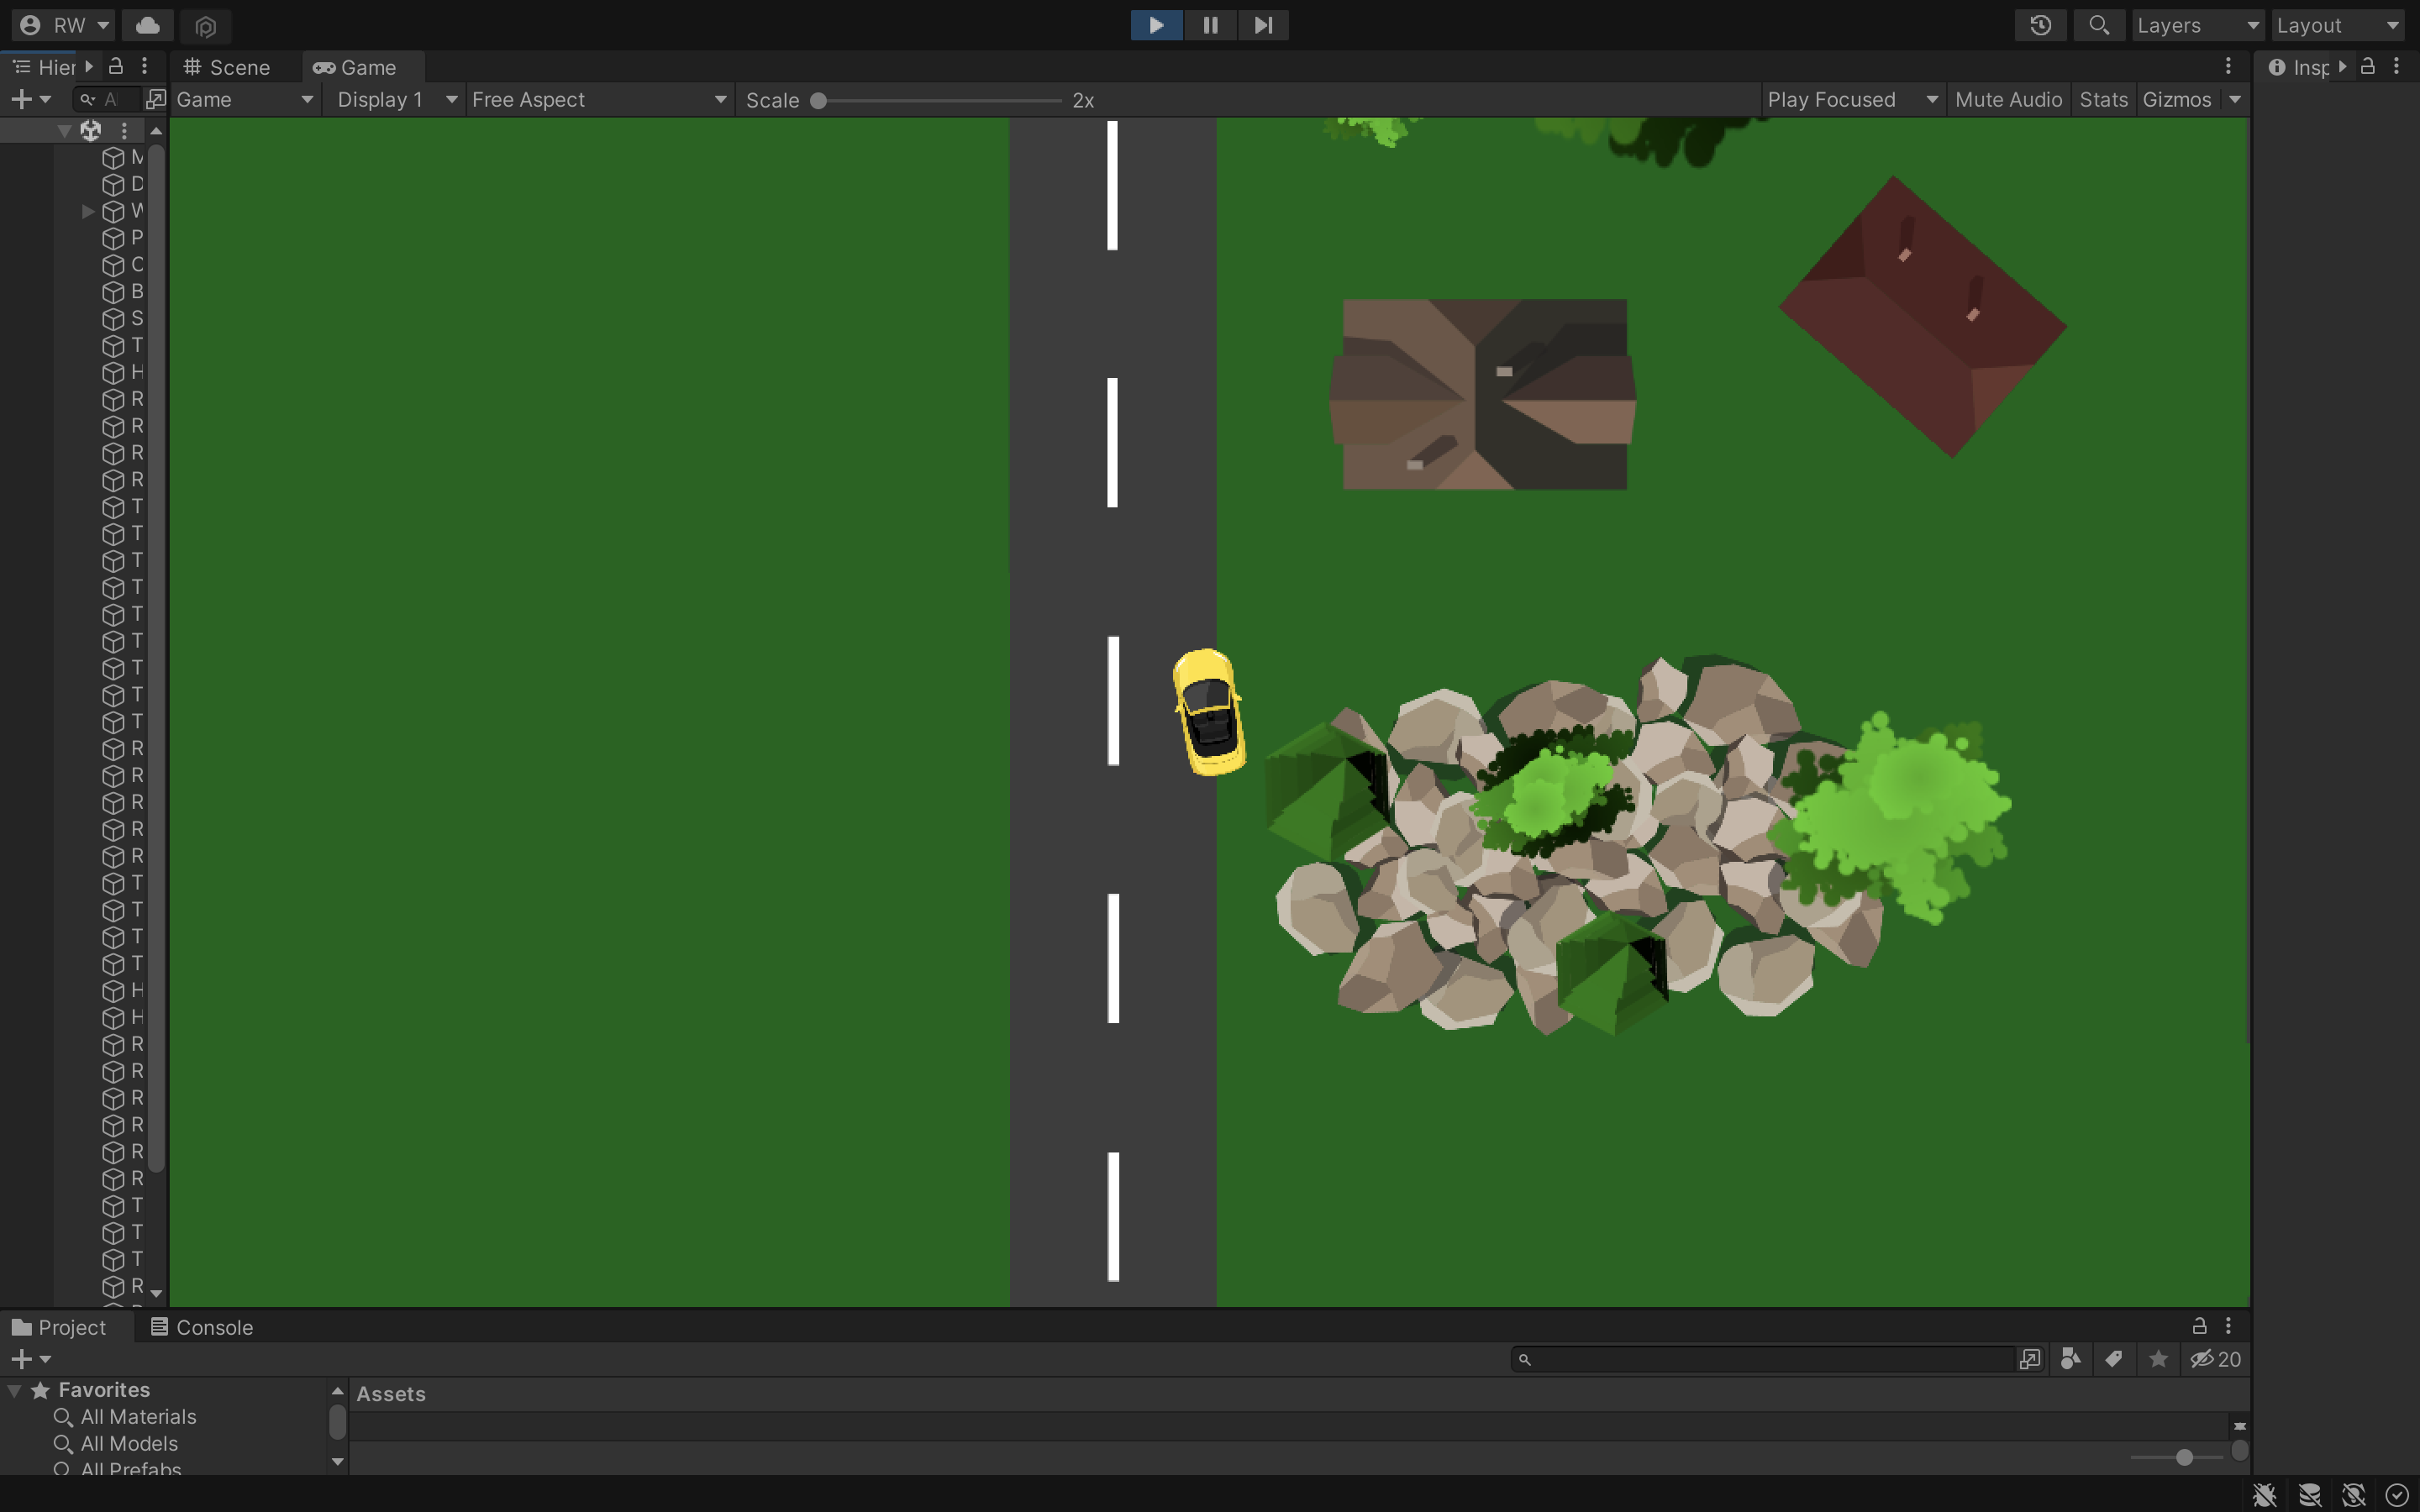 RW
Layers
Layout
Hier
Scene
Game
Insp
Game
Display 1
Free Aspect
Scale
2x
Play Focused
Mute Audio
Stats
Gizmos
D
P
B
S
T
H
R
R
R
R
T
T
T
T
T
T
T
T
T
R
R
R
R
R
T
T
T
T
H
H
R
R
R
R
R
R
T
T
T
R
Project
Console
20
Favorites
Assets
All Materials
All Models
All Prefabs